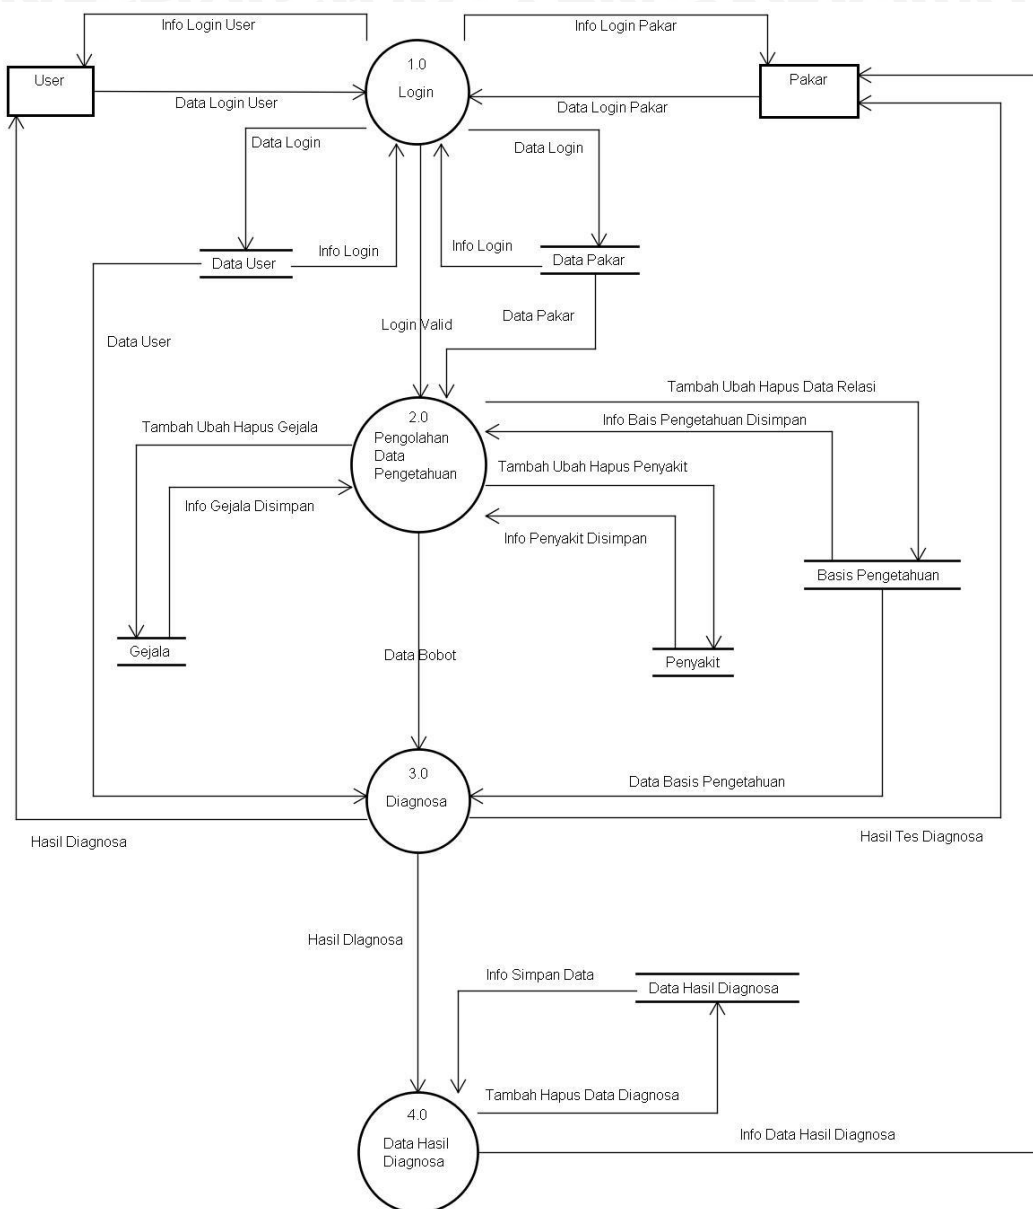 Info Login User
Info Login Pakar
1.0
Login
User
Pakar
Data Login User
Data Login Pakar
Data Login
Data Login
Info Login
Info Login
Data User
Data Pakar
Data Pakar
Login Valid
Data User
Tambah Ubah Hapus Data Relasi
2.0
Pengolahan
Data
Pengetahuan
Info Bais Pengetahuan Disimpan
Tambah Ubah Hapus Gejala
Tambah Ubah Hapus Penyakit
Info Gejala Disimpan
Info Penyakit Disimpan
Basis Pengetahuan
Gejala
Data Bobot
Penyakit
3.0
Diagnosa
Data Basis Pengetahuan
Hasil Diagnosa
Hasil Tes Diagnosa
Hasil DIagnosa
Info Simpan Data
Data Hasil Diagnosa
Tambah Hapus Data Diagnosa
4.0
Data Hasil
Diagnosa
Info Data Hasil Diagnosa